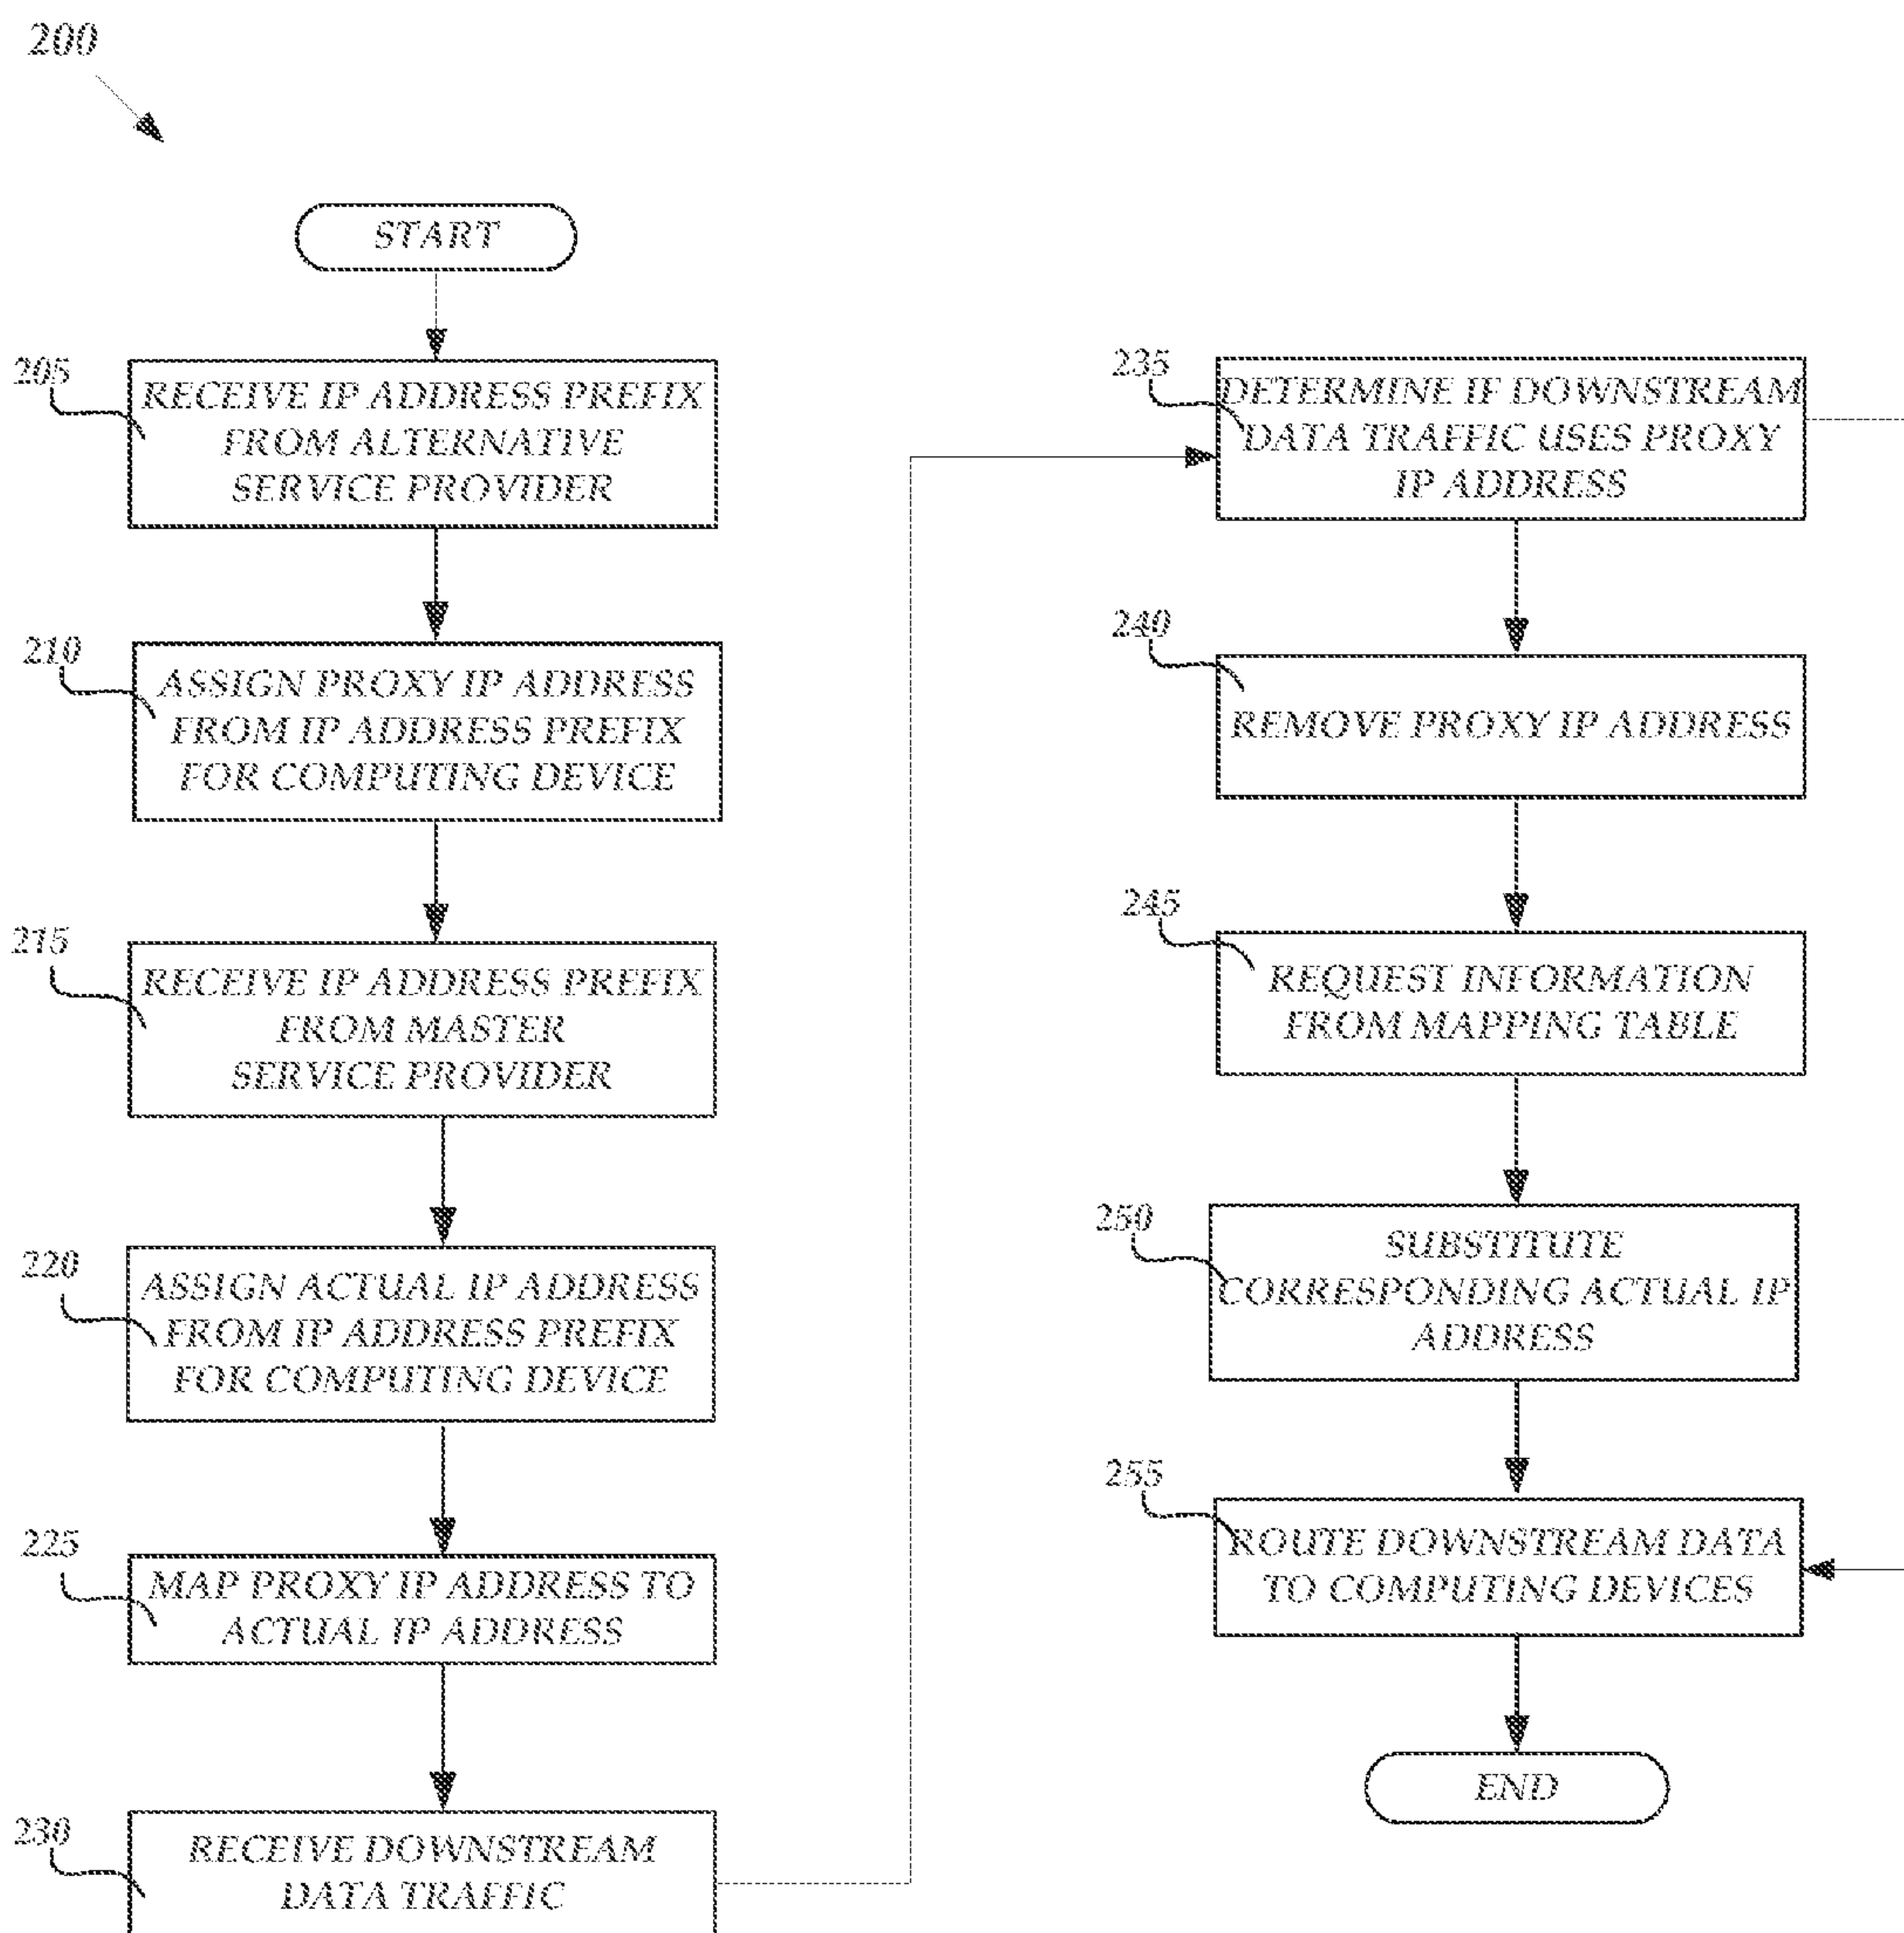 200
START
205
RECEIVE IP ADDRESS PREFIX
FROM ALTERNATIVE
SERVICE PROVIDER
210
ASSIGN PROXY IP ADDRESS
FROM IP ADDRESS PREFIX
FOR COMPUTING DEVICE
215
RECEIVE IP ADDRESS PREFIX
FROM MASTER
SERVICE PROVIDER
220
ASSIGN ACTUAL IP ADDRESS
FROM IP ADDRESS PREFIX
FOR COMPUTING DEVICE
225
MAP PROXY IP ADDRESS TO
ACTUAL IP ADDRESS
230
RECEIVE DOWNSTREAM
DATA TRAFFIC
235
DETERMINE IF DOWNSTREAM
DATA TRAFFIC USES PROXY
IP ADDRESS
240
REMOVE PROXY IP ADDRESS
245
REQUEST INFORMATION
FROM MAPPING TABLE
250
SUBSTITUTE
CORRESPONDING ACTUAL IP
ADDRESS
255
ROUTE DOWNSTREAM DATA
TO COMPUTING DEVICES
END